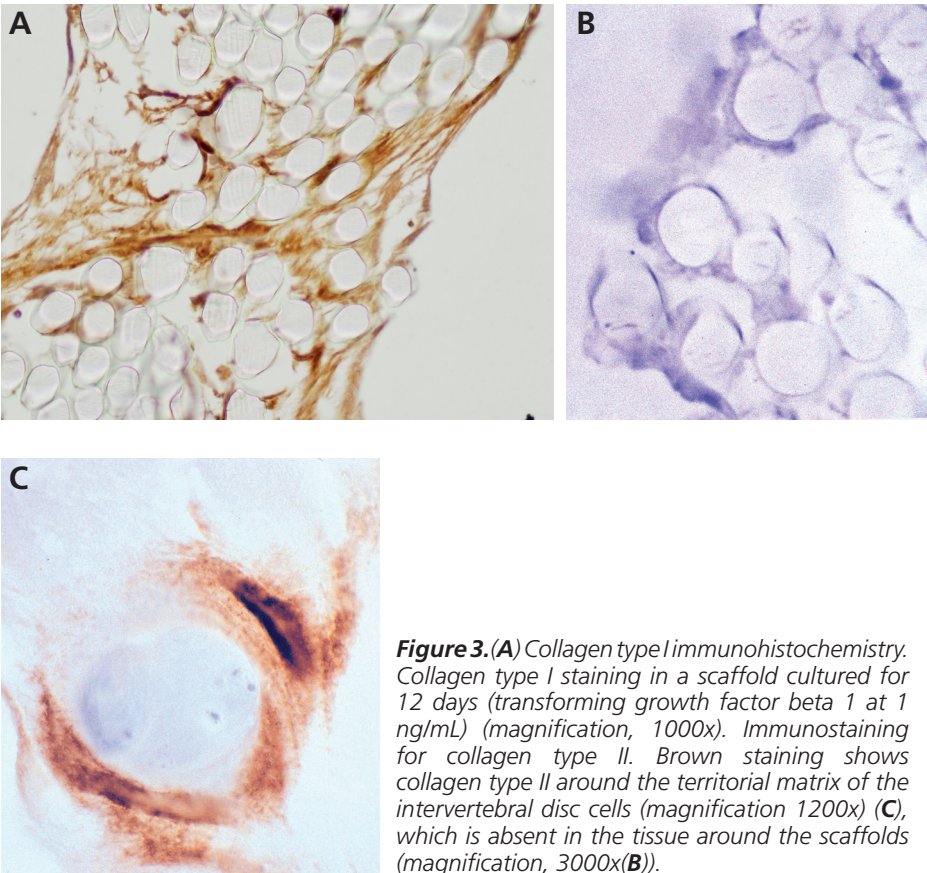 A
B
C
Figure 3. (A) Collagen type I immunohistochemistry.
Collagen type I staining in a scaffold cultured for
12 days (transforming growth factor beta 1 at 1
ng/mL) (magnification, 1000x). Immunostaining
for collagen type II. Brown staining shows
collagen type II around the territorial matrix of the
intervertebral disc cells (magnification 1200x) (C),
which is absent in the tissue around the scaffolds
(magnification, 3000x(B)).